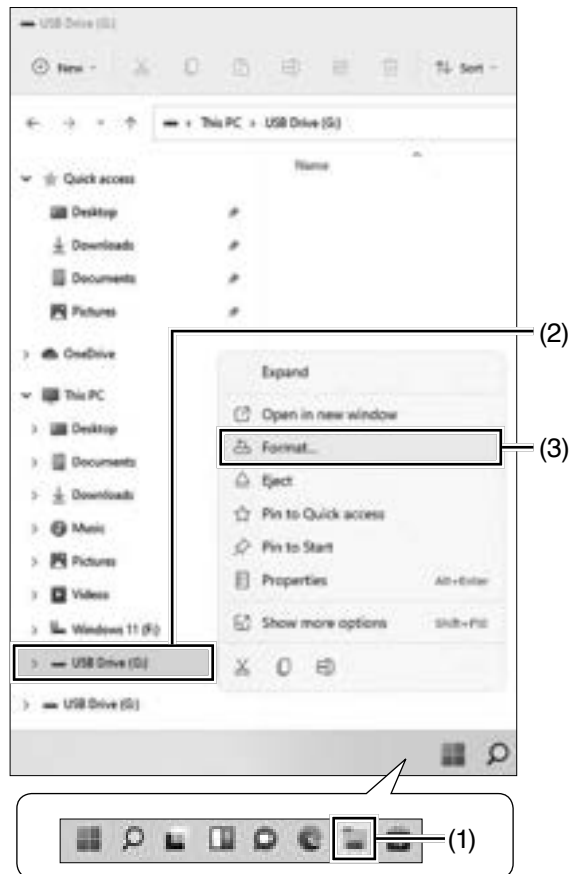 USB Drive (G:)
New
Sort
This PC > USB Drive (G:)
Name
Quick access
Desktop
Downloads
Documents
Pictures
(2)
OneDrive
Expand
This PC
Open in new window
Desktop
Format...
(3)
Documents
Eject
Downloads
Pin to Quick access
Music
Pin to Start
Pictures
Properties Alt+Enter
Videos
Show more options Shift+F10
Windows 11 (F:)
USB Drive (G:)
USB Drive (G:)
(1)